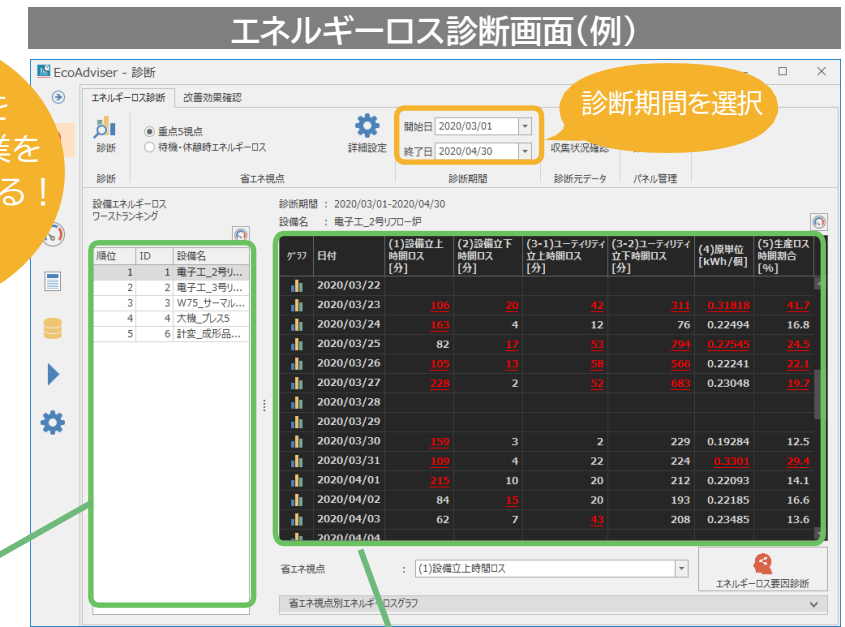 エネルギーロス診断画面(例)
EcoAdviser - 診断
を
業を
る!
エネルギーロス診断 改善効果確認
診断期間を選択
診断
重点5視点
待機・休憩時エネルギーロス
詳細設定
開始日 2020/03/01
終了日 2020/04/30
収集状況確認
診断 省エネ視点 診断期間 診断元データ パネル管理
設備エネルギーロス
ワーストランキング
順位 ID 設備名
1 1 電子工_2号リ...
2 2 電子工_3号リ...
3 3 W75_サーマル...
4 4 大機_プレス5
5 6 計変_成形品...
診断期間 : 2020/03/01-2020/04/30
設備名 : 電子工_2号リフロー炉
グラフ 日付 (1)設備立上時間ロス[分] (2)設備立下時間ロス[分] (3-1)ユーティリティ立上時間ロス[分] (3-2)ユーティリティ立下時間ロス[分] (4)原単位[kWh/個] (5)生産ロス時間割合[%]
2020/03/22
2020/03/23 106 20 42 311 0.31818 41.7
2020/03/24 163 4 12 76 0.22494 16.8
2020/03/25 82 17 53 794 0.27545 24.5
2020/03/26 105 13 58 566 0.22241 22.1
2020/03/27 228 2 52 683 0.23048 19.7
2020/03/28
2020/03/29
2020/03/30 159 3 2 229 0.19284 12.5
2020/03/31 109 4 22 224 0.3301 29.4
2020/04/01 215 10 20 212 0.22093 14.1
2020/04/02 84 15 20 193 0.22185 16.6
2020/04/03 62 7 43 208 0.23485 13.6
2020/04/04
省エネ視点 : (1)設備立上時間ロス
エネルギーロス要因診断
省エネ視点別エネルギーロスグラフ